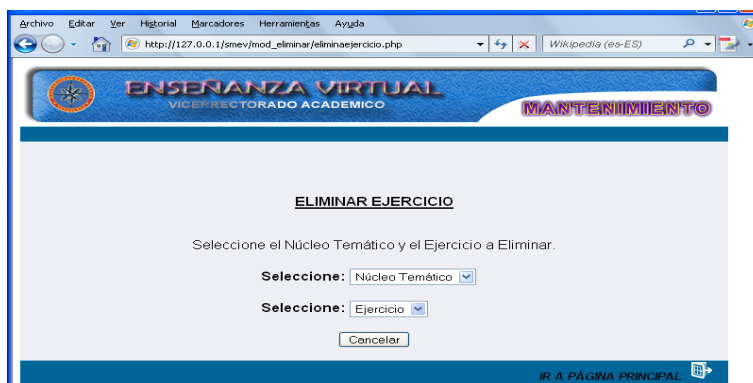 Archivo Editar Ver Historial Marcadores Herramientas Ayuda
http://127.0.0.1/smev/mod_eliminar/eliminaejercicio.php Wikipedia (es-ES)
ENSEÑANZA VIRTUAL
VICERRECTORADO ACADEMICO
MANTENIMIENTO
ELIMINAR EJERCICIO
Seleccione el Núcleo Temático y el Ejercicio a Eliminar.
Seleccione: Núcleo Temático
Seleccione: Ejercicio
Cancelar
IR A PÁGINA PRINCIPAL